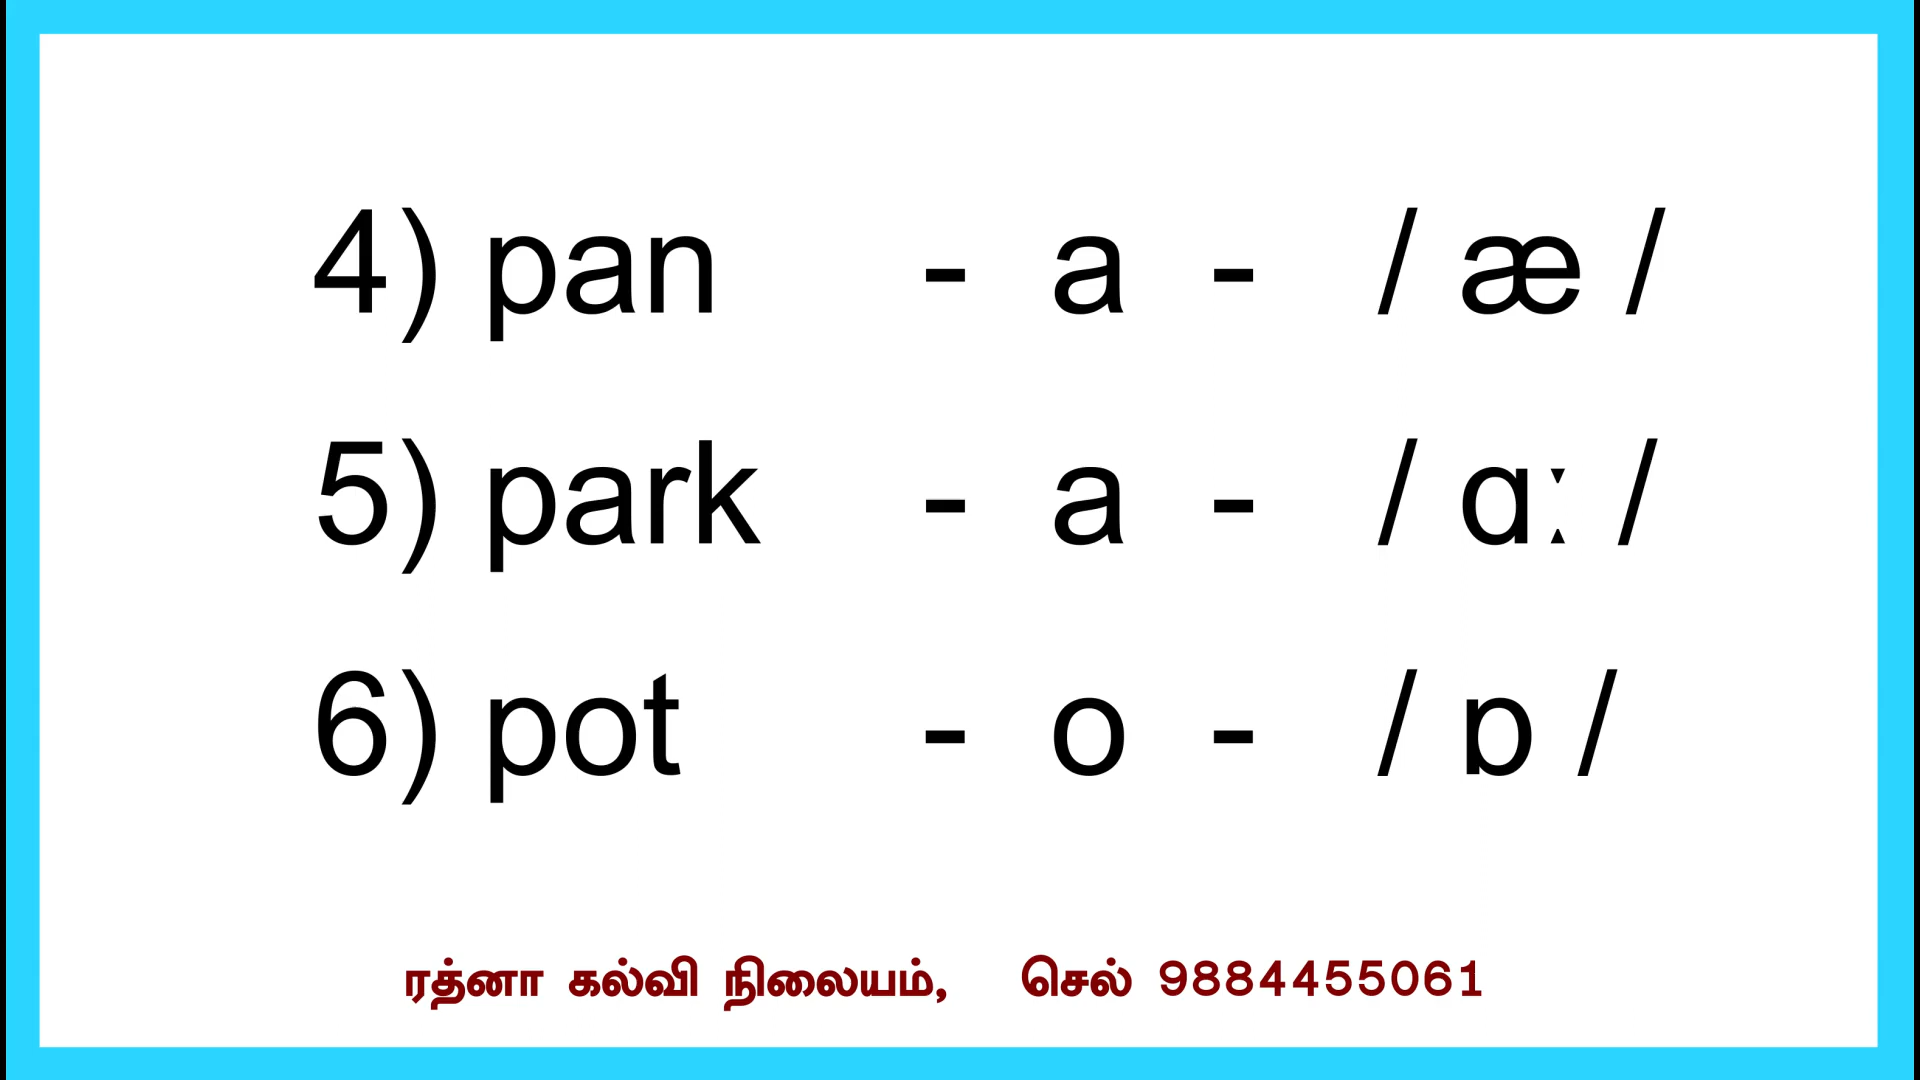 4) pan - a - / æ /
5) park - a - / ɑː /
6) pot - o - / ɒ /
ரத்னா கல்வி நிலையம், செல் 9884455061